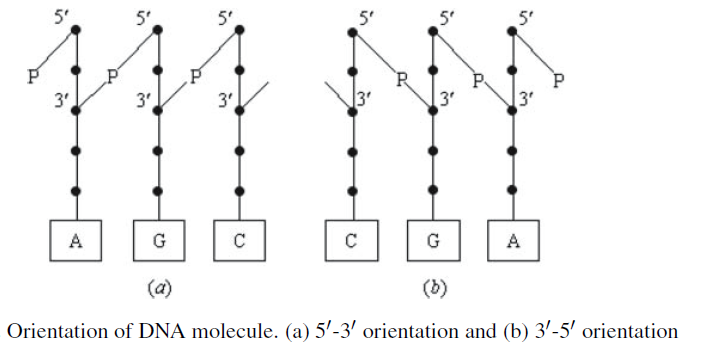 5′ 5′ 5′ 5′ 5′ 5′
P P P P P P
3′ 3′ 3′ 3′ 3′ 3′
A G C C G A
(a) (b)
Orientation of DNA molecule. (a) 5′-3′ orientation and (b) 3′-5′ orientation